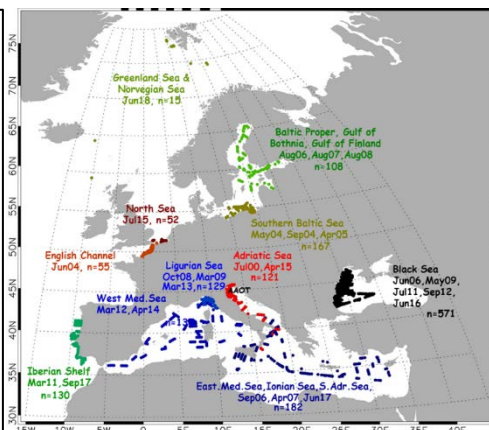 75N
70N
65N
60N
55N
50N
45N
40N
35N
30N
Greenland Sea &
Norvegian Sea
Jun18, n=15
Baltic Proper, Gulf of
Bothnia, Gulf of Finland
Aug06,Aug07,Aug08
n=108
North Sea
Jul15, n=52
Southern Baltic Sea
May04,Sep04,Apr05
n=167
English Channel
Jun04, n=55
Ligurian Sea
Oct08, Mar09
Mar13, n=129
Adriatic Sea
Jul00, Apr15
n=121
AAOT
Black Sea
Jun06, May09,
Jul11, Sep12,
Jun16
n=571
West Med.Sea
Mar12, Apr14
Iberian Shelf
Mar11,Sep17
n=130
East.Med.Sea, Ionian Sea, S.Adr.Sea,
Sep06, Apr07 Jun17
n=182
15W
10W
5W
0
5E
10E
15E
20E
25E
30E
35E
40E
45E